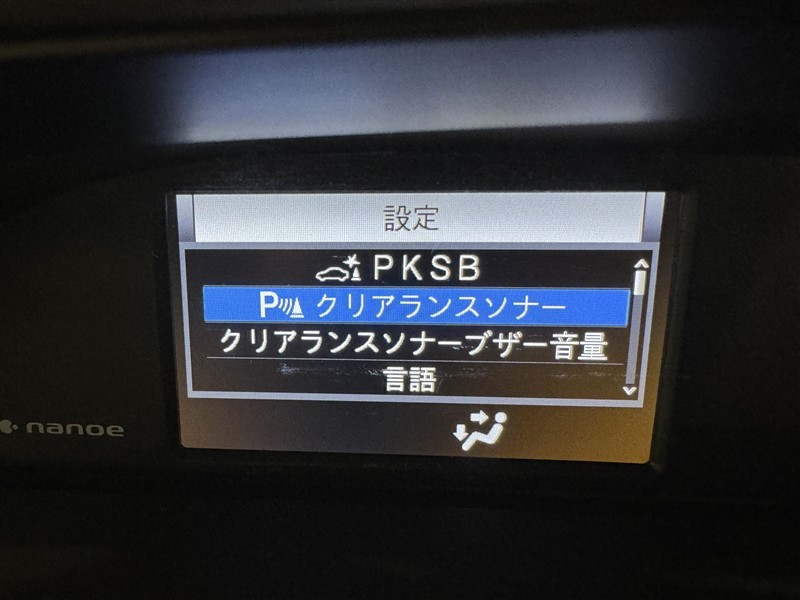 設定
PKSB
P クリアランスソナー
クリアランスソナーブザー音量
言語
nanoe